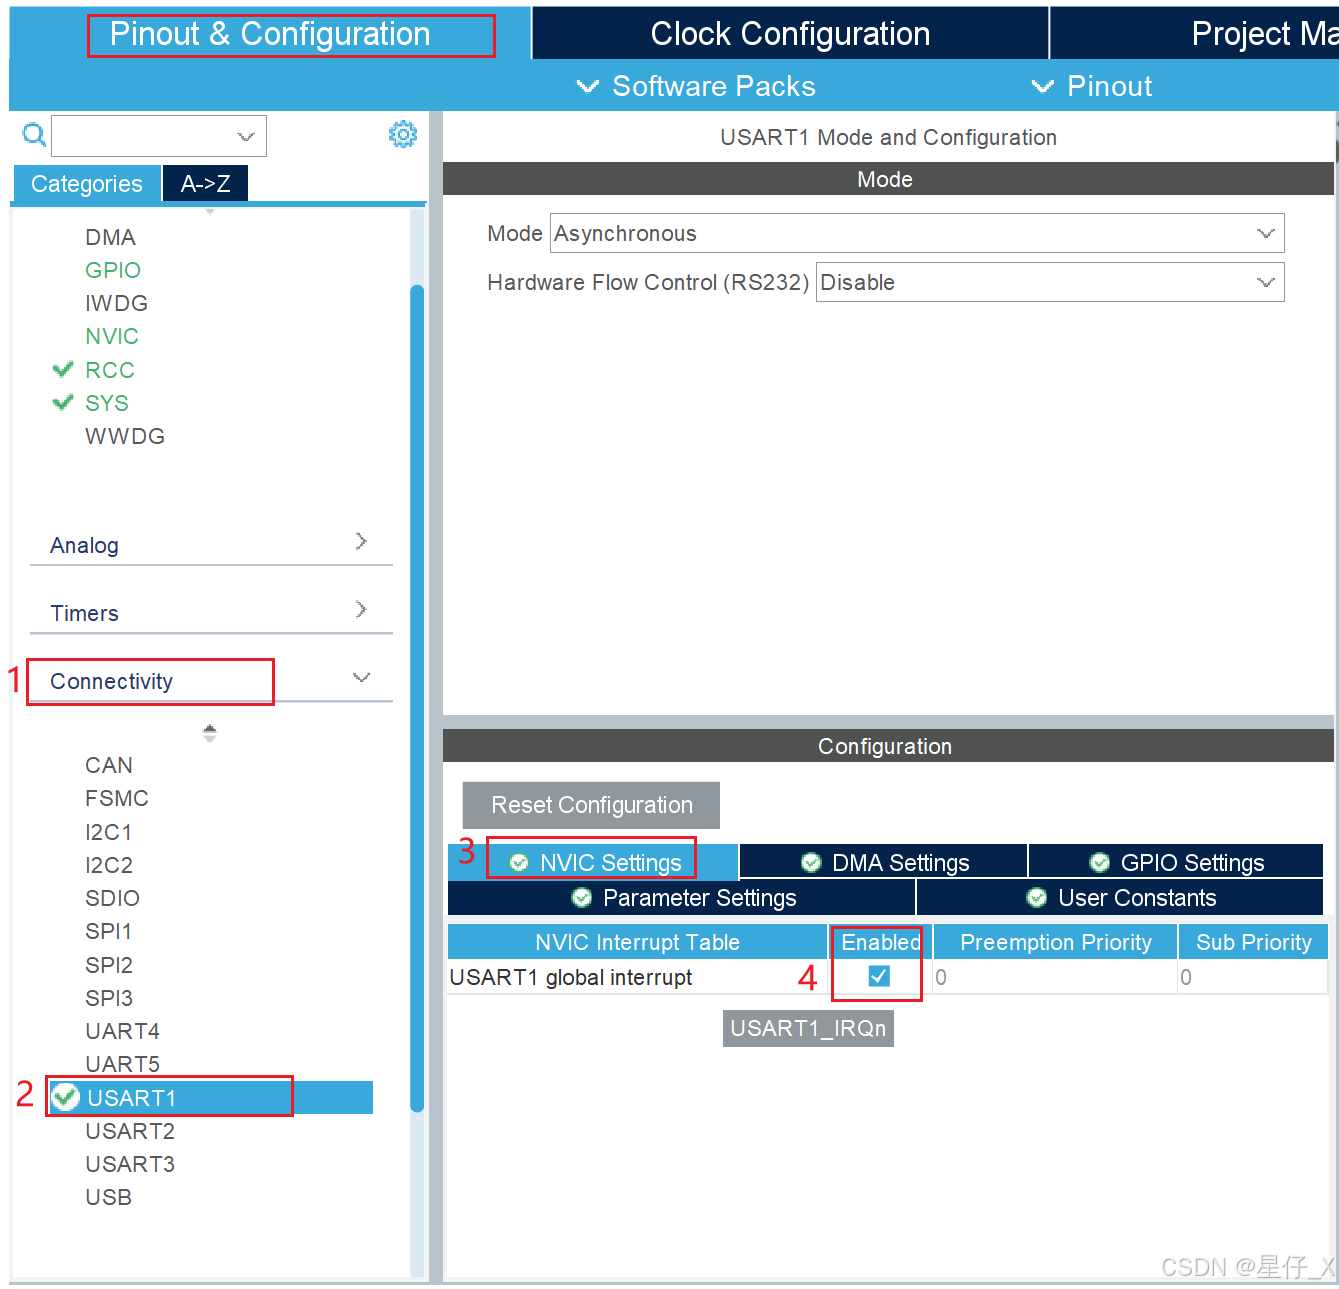 Pinout & Configuration
Clock Configuration
Project Ma
Software Packs
Pinout
Categories
A->Z
DMA
GPIO
IWDG
NVIC
RCC
SYS
WWDG
Analog
Timers
1
Connectivity
CAN
FSMC
I2C1
I2C2
SDIO
SPI1
SPI2
SPI3
UART4
UART5
2
USART1
USART2
USART3
USB
USART1 Mode and Configuration
Mode
Mode Asynchronous
Hardware Flow Control (RS232) Disable
Configuration
Reset Configuration
3
NVIC Settings
DMA Settings
GPIO Settings
Parameter Settings
User Constants
NVIC Interrupt Table Enabled Preemption Priority Sub Priority
USART1 global interrupt 4 0 0
USART1_IRQn
CSDN @星仔_X